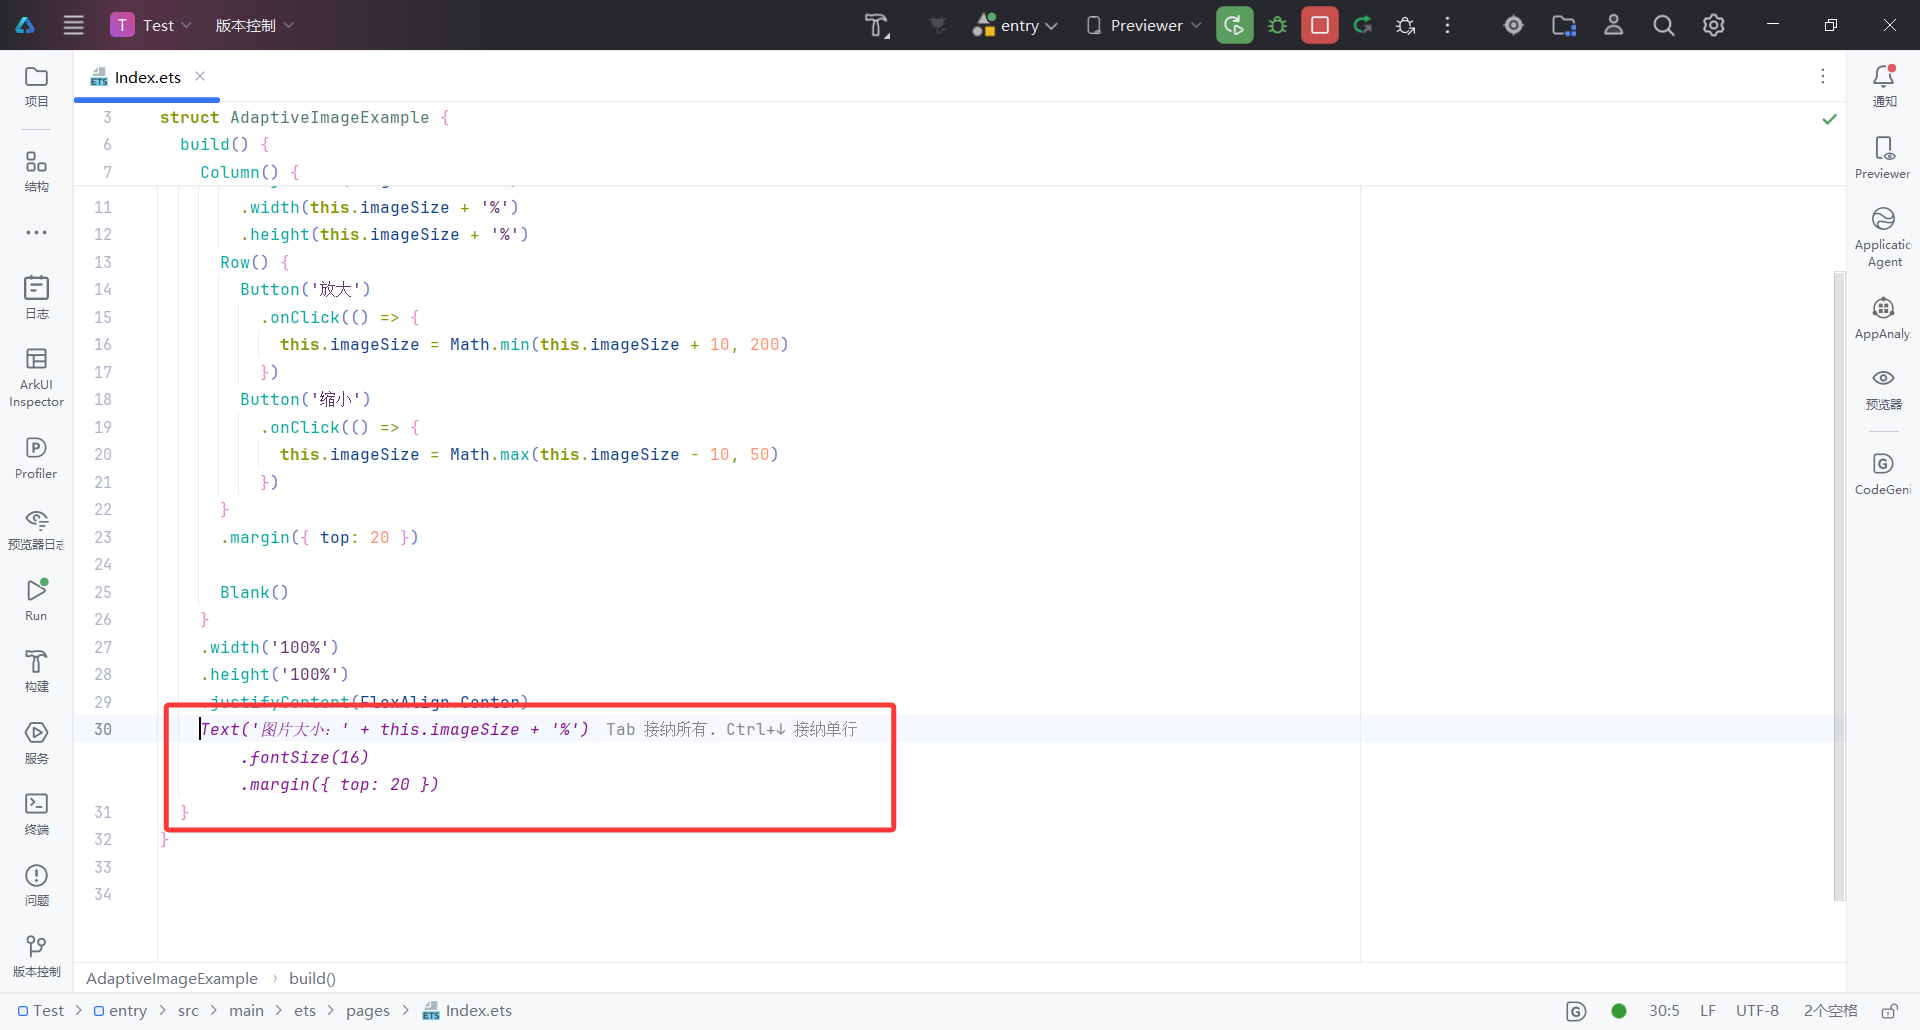 T Test 版本控制 entry Previewer
Index.ets
项目
结构
日志
ArkUI
Inspector
Profiler
预览器日志
Run
构建
服务
终端
问题
版本控制
3 struct AdaptiveImageExample {
6 build() {
7 Column() {
11 .width(this.imageSize + '%')
12 .height(this.imageSize + '%')
13 Row() {
14 Button('放大')
15 .onClick(() => {
16 this.imageSize = Math.min(this.imageSize + 10, 200)
17 })
18 Button('缩小')
19 .onClick(() => {
20 this.imageSize = Math.max(this.imageSize - 10, 50)
21 })
22 }
23 .margin({ top: 20 })
24
25 Blank()
26 }
27 .width('100%')
28 .height('100%')
29 .justifyContent(FlexAlign.Center)
30 Text('图片大小: ' + this.imageSize + '%') Tab 接纳所有. Ctrl+↓ 接纳单行
.fontSize(16)
.margin({ top: 20 })
31 }
32 }
33
34
通知
Previewer
Applicatic
Agent
AppAnaly
预览器
CodeGeni
AdaptiveImageExample › build()
Test > entry > src > main > ets > pages > Index.ets 30:5 LF UTF-8 2个空格